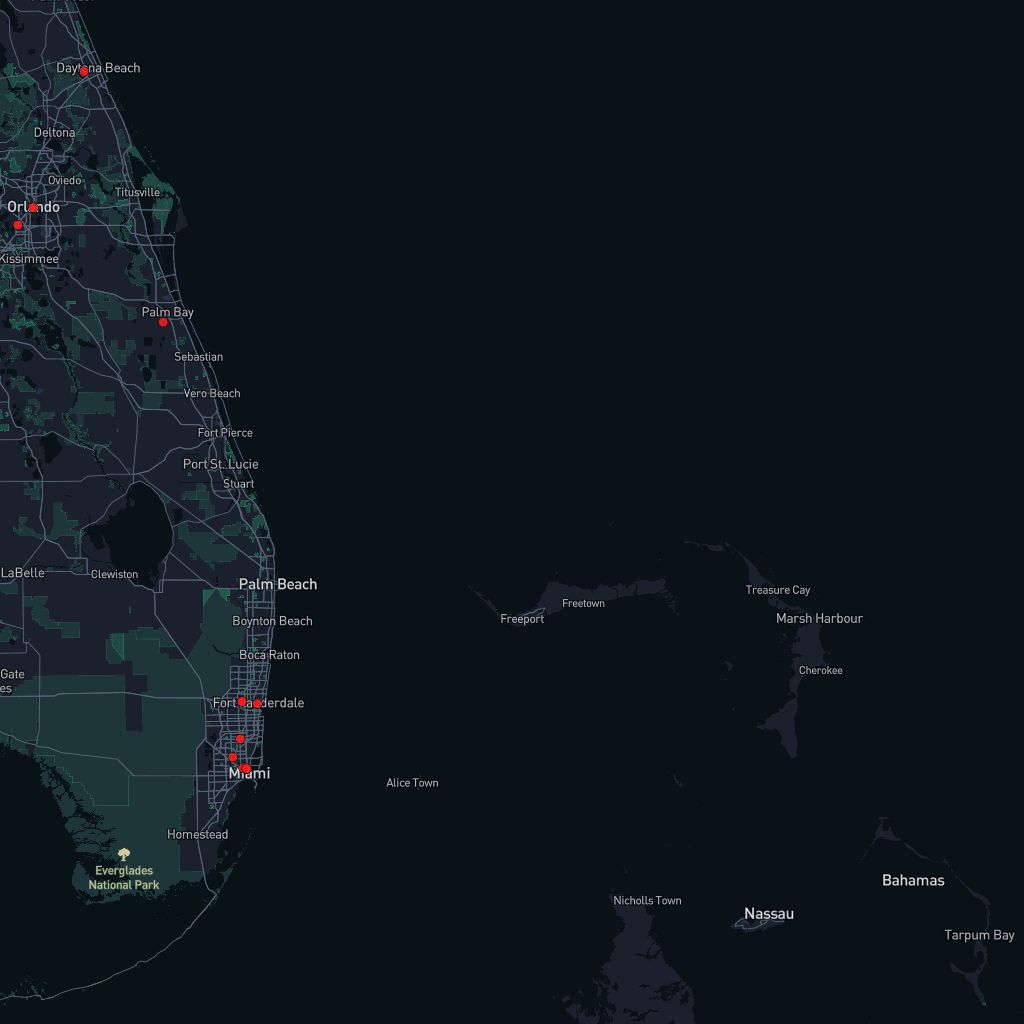 Daytona Beach
Deltona
Oviedo
Titusville
Orlando
Kissimmee
Palm Bay
Sebastian
Vero Beach
Fort Pierce
Port St. Lucie
Stuart
LaBelle
Clewiston
Palm Beach
Treasure Cay
Freetown
Freeport
Marsh Harbour
Boynton Beach
Boca Raton
Cherokee
Gate
es
Fort Lauderdale
Miami
Alice Town
Homestead
Everglades
National Park
Bahamas
Nicholls Town
Nassau
Tarpum Bay